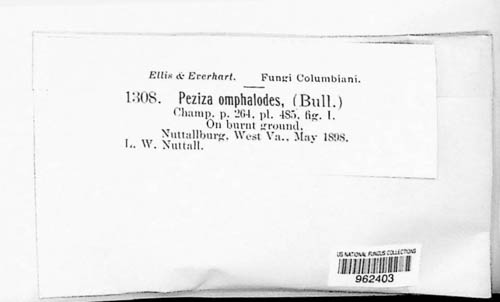 Ellis & Everhart. Fungi Columbiani.
1308. Peziza omphalodes, (Bull.)
Champ. p. 264, pl. 485, fig. 1.
On burnt ground.
Nuttallburg, West Va., May 1898.
L. W. Nuttall.
US NATIONAL FUNGUS COLLECTIONS
962403